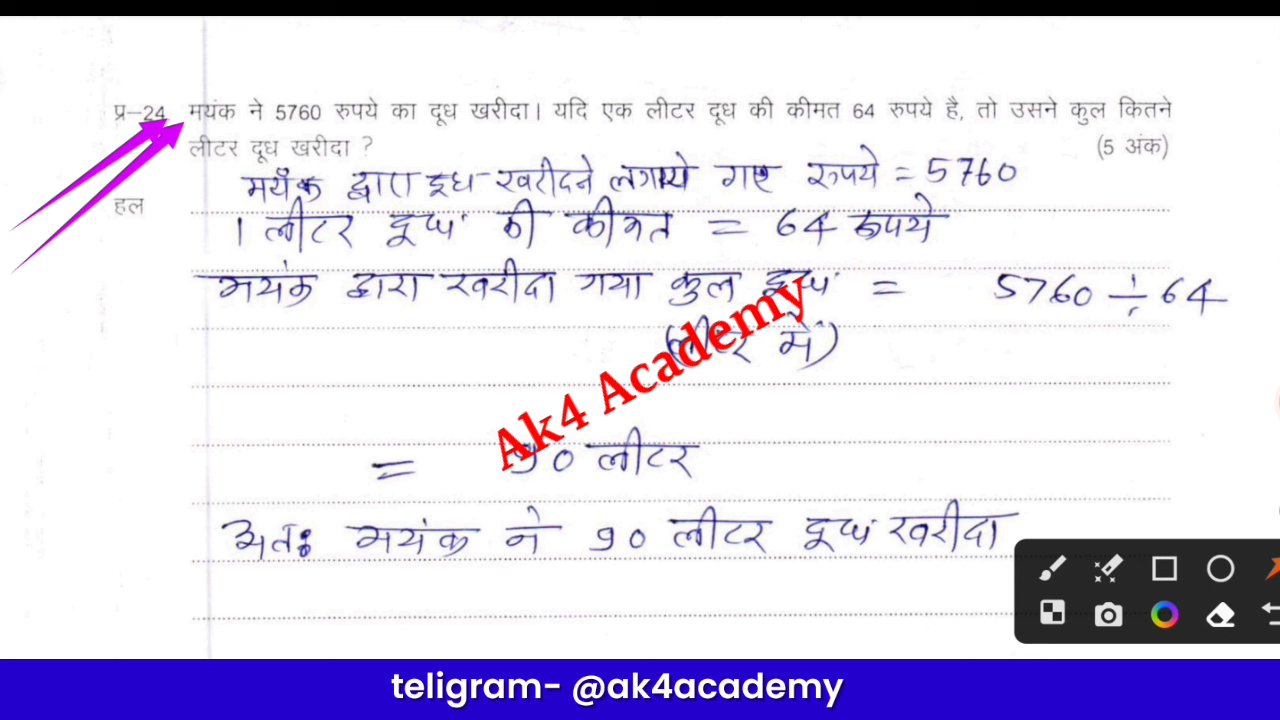 प्र–24 मयंक ने 5760 रुपये का दूध खरीदा। यदि एक लीटर दूध की कीमत 64 रुपये है, तो उसने कुल कितने
लीटर दूध खरीदा ? (5 अंक)
मयंक द्वारा दूध खरीदने लगाये गए रुपये = 5760
हल
1 लीटर दूध की कीमत = 64 रुपये
मयंक द्वारा खरीदा गया कुल दूध = 5760 ÷ 64
(लीटर में)
Ak4 Academy
= 90 लीटर
अतः मयंक ने 90 लीटर दूध खरीदा
teligram- @ak4academy